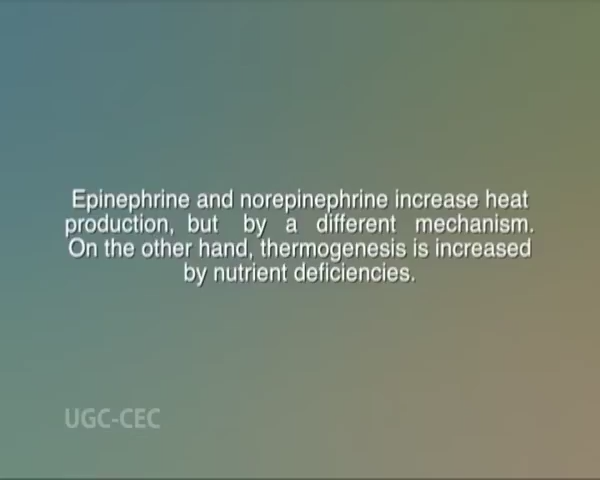 Epinephrine and norepinephrine increase heat
production, but by a different mechanism.
On the other hand, thermogenesis is increased
by nutrient deficiencies.
UGC-CEC